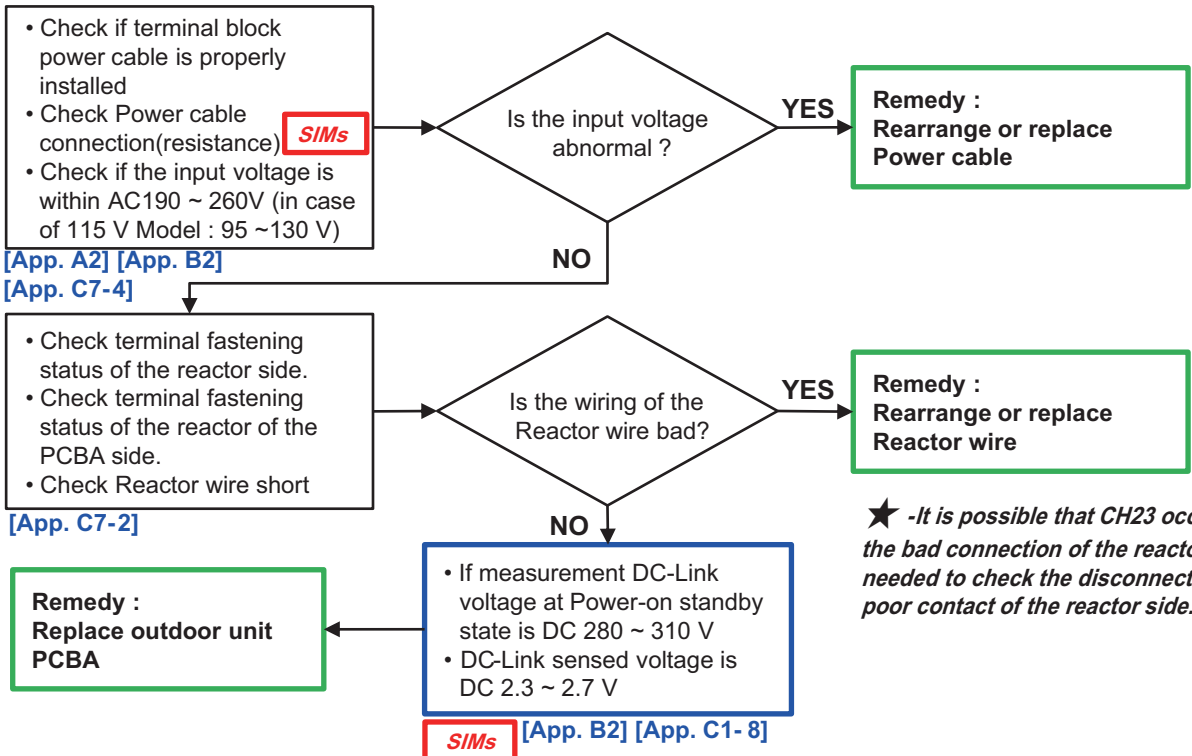 • Check if terminal block
power cable is properly
installed
• Check Power cable
connection(resistance)
SIMs
• Check if the input voltage is
within AC190 ~ 260V (in case
of 115 V Model : 95 ~130 V)
[App. A2] [App. B2]
[App. C7-4]
Is the input voltage
abnormal ?
YES
Remedy :
Rearrange or replace
Power cable
NO
• Check terminal fastening
status of the reactor side.
• Check terminal fastening
status of the reactor of the
PCBA side.
• Check Reactor wire short
[App. C7-2]
Is the wiring of the
Reactor wire bad?
YES
Remedy :
Rearrange or replace
Reactor wire
★ -It is possible that CH23
the bad connection of the
needed to check the
poor contact of the reactor side.
NO
• If measurement DC-Link
voltage at Power-on standby
state is DC 280 ~ 310 V
• DC-Link sensed voltage is
DC 2.3 ~ 2.7 V
SIMs
[App. B2] [App. C1- 8]
Remedy :
Replace outdoor unit
PCBA